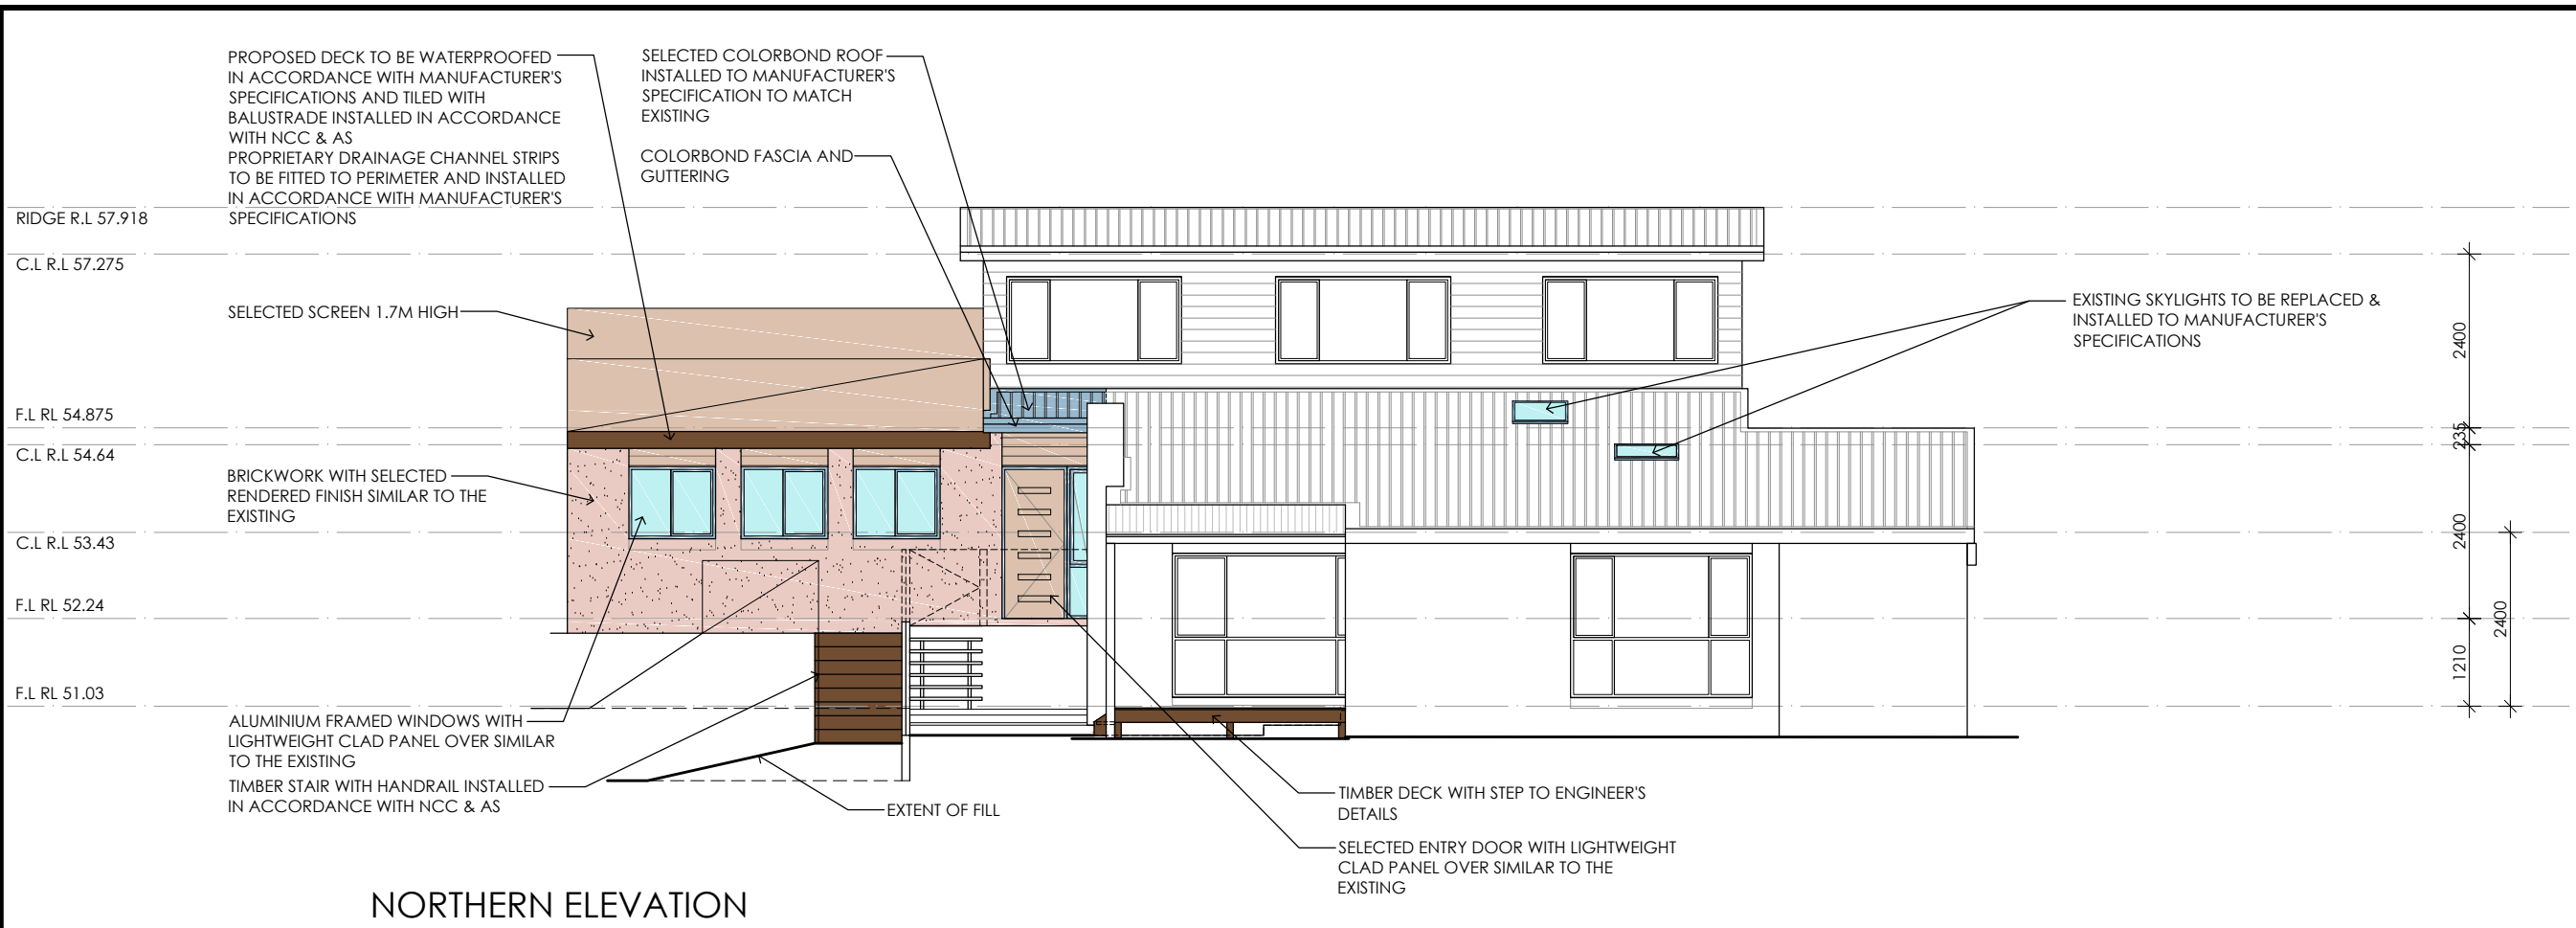 PROPOSED DECK TO BE WATERPROOFED
IN ACCORDANCE WITH MANUFACTURER'S
SPECIFICATIONS AND TILED WITH
BALUSTRADE INSTALLED IN ACCORDANCE
WITH NCC & AS
PROPRIETARY DRAINAGE CHANNEL STRIPS
TO BE FITTED TO PERIMETER AND INSTALLED
IN ACCORDANCE WITH MANUFACTURER'S
SPECIFICATIONS
SELECTED COLORBOND ROOF
INSTALLED TO MANUFACTURER'S
SPECIFICATION TO MATCH
EXISTING
COLORBOND FASCIA AND
GUTTERING
RIDGE R.L 57.918
C.L R.L 57.275
SELECTED SCREEN 1.7M HIGH
EXISTING SKYLIGHTS TO BE REPLACED &
INSTALLED TO MANUFACTURER'S
SPECIFICATIONS
2400
F.L RL 54.875
235
C.L R.L 54.64
BRICKWORK WITH SELECTED
RENDERED FINISH SIMILAR TO THE
EXISTING
2400
C.L R.L 53.43
F.L RL 52.24
2400
1210
F.L RL 51.03
ALUMINIUM FRAMED WINDOWS WITH
LIGHTWEIGHT CLAD PANEL OVER SIMILAR
TO THE EXISTING
TIMBER STAIR WITH HANDRAIL INSTALLED
IN ACCORDANCE WITH NCC & AS
EXTENT OF FILL
TIMBER DECK WITH STEP TO ENGINEER'S
DETAILS
SELECTED ENTRY DOOR WITH LIGHTWEIGHT
CLAD PANEL OVER SIMILAR TO THE
EXISTING
NORTHERN ELEVATION